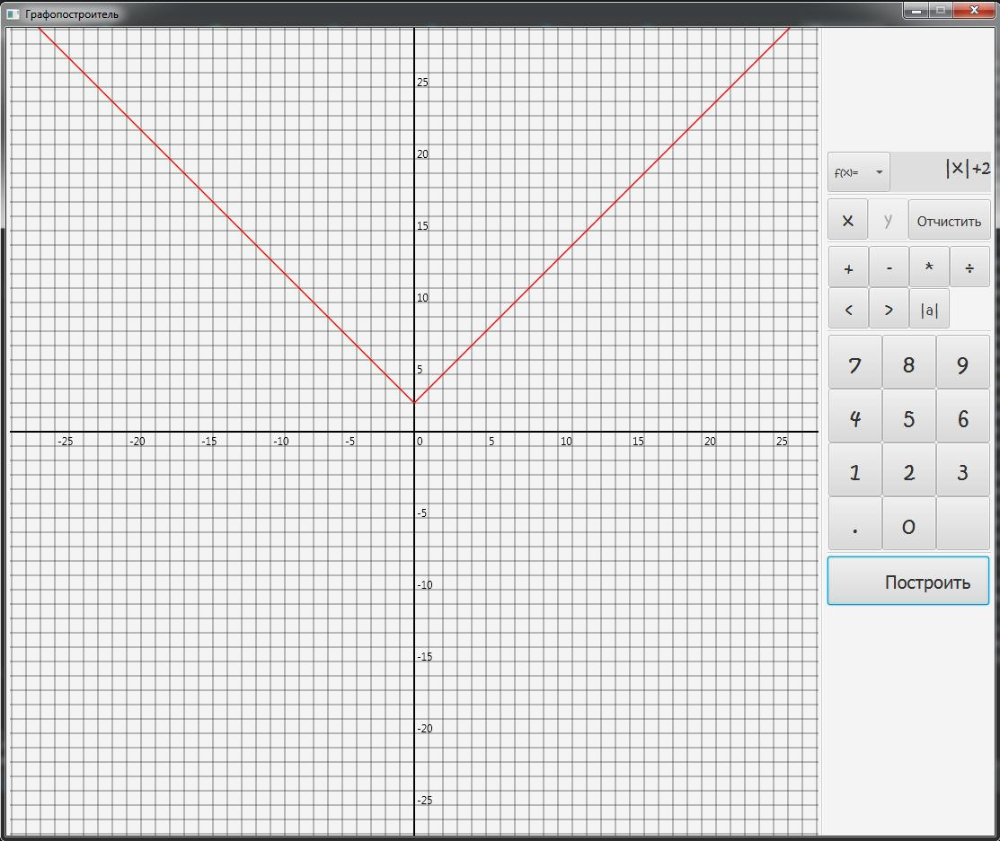 Графопостроитель
25
20
15
10
5
-25 -20 -15 -10 -5 0 5 10 15 20 25
-5
-10
-15
-20
-25
f(x)= |x|+2
x y Отчистить
+ - * ÷
< > |a|
7 8 9
4 5 6
1 2 3
. 0
Построить